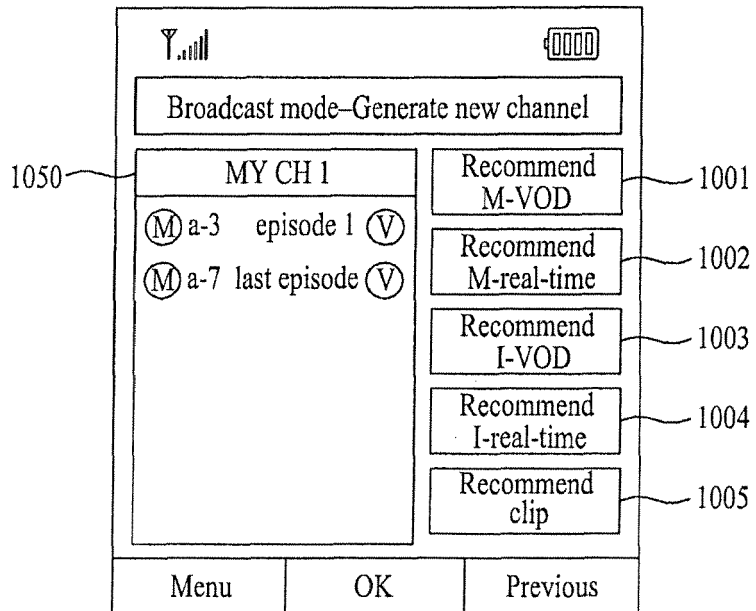 Broadcast mode–Generate new channel
1050
MY CH 1
M a-3 episode 1 V
M a-7 last episode V
Recommend
M-VOD
1001
Recommend
M-real-time
1002
Recommend
I-VOD
1003
Recommend
I-real-time
1004
Recommend
clip
1005
Menu
OK
Previous